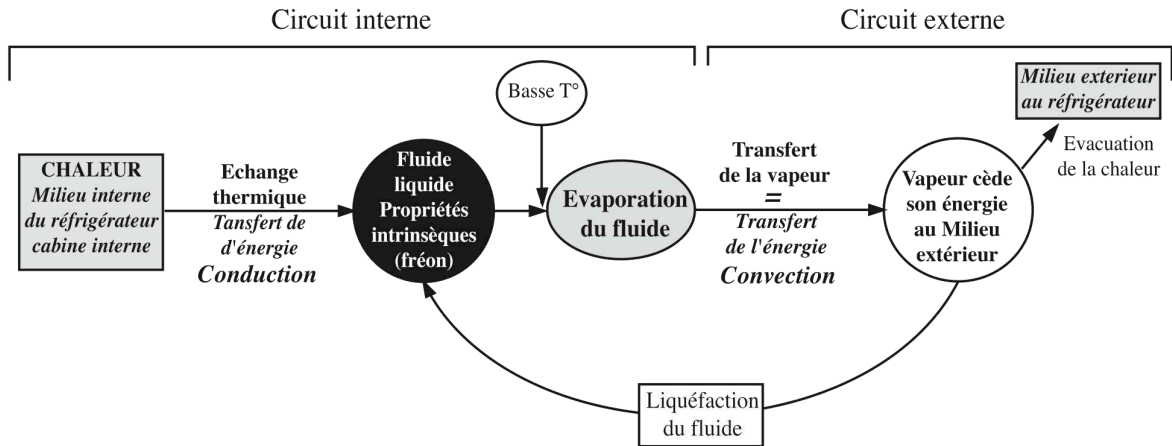 Circuit interne
Circuit externe
Basse T°
Milieu exterieur
au réfrigérateur
Evacuation
de la chaleur
CHALEUR
Milieu interne
du réfrigérateur
cabine interne
Echange
thermique
Tansfert de
d'énergie
Conduction
Fluide
liquide
Propriétés
intrinsèques
(fréon)
Evaporation
du fluide
Transfert
de la vapeur
=
Transfert
de l'énergie
Convection
Vapeur cède
son énergie
au Milieu
extérieur
Liquéfaction
du fluide